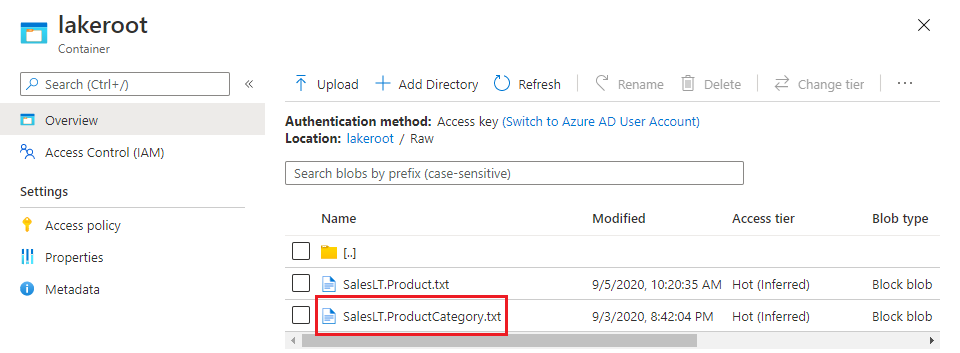 lakeroot
Container
Search (Ctrl+/)
«
Overview
Access Control (IAM)
Settings
Access policy
Properties
Metadata
Upload Add Directory Refresh Rename Delete Change tier ...
Authentication method: Access key (Switch to Azure AD User Account)
Location: lakeroot / Raw
Search blobs by prefix (case-sensitive)
Name Modified Access tier Blob type
[..]
SalesLT.Product.txt 9/5/2020, 10:20:35 AM Hot (Inferred) Block blob
SalesLT.ProductCategory.txt 9/3/2020, 8:42:04 PM Hot (Inferred) Block blob